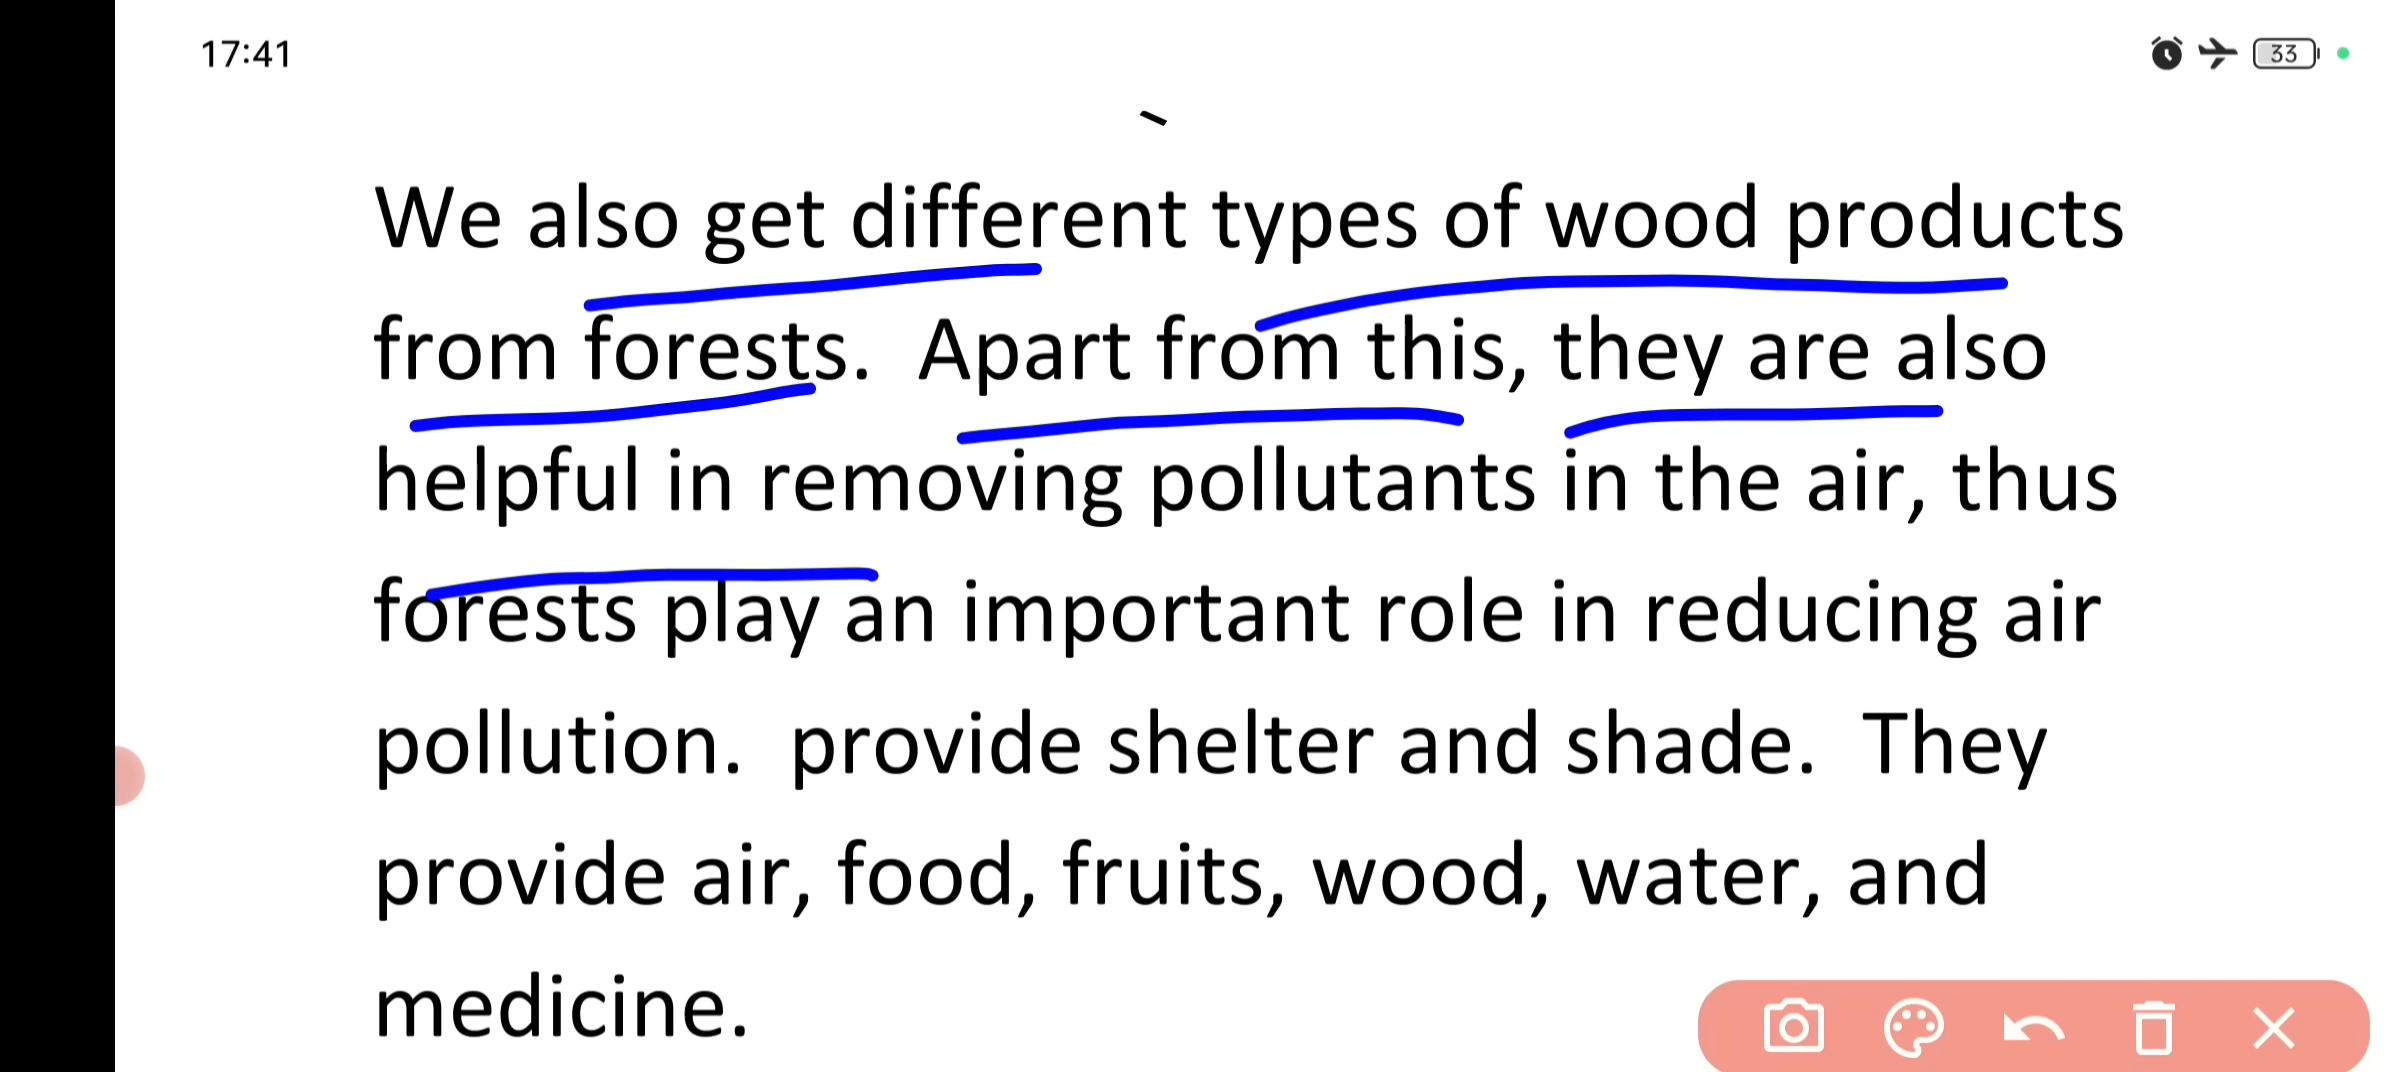 17:41
33
We also get different types of wood products
from forests.  Apart from this, they are also
helpful in removing pollutants in the air, thus
forests play an important role in reducing air
pollution.  provide shelter and shade.  They
provide air, food, fruits, wood, water, and
medicine.